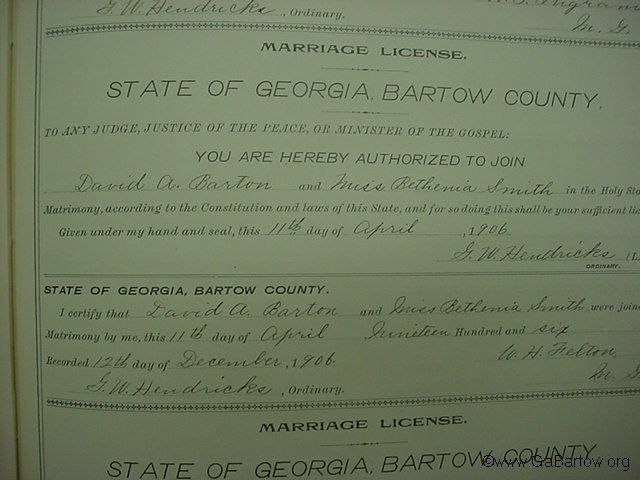 G. W. Hendricks, Ordinary.
M. G.
MARRIAGE LICENSE.
STATE OF GEORGIA, BARTOW COUNTY.
TO ANY JUDGE, JUSTICE OF THE PEACE, OR MINISTER OF THE GOSPEL:
YOU ARE HEREBY AUTHORIZED TO JOIN
David A. Barton and Miss Bethenia Smith in the Holy Sta
Matrimony, according to the Constitution and laws of this State, and for so doing this shall be your sufficient lic
Given under my hand and seal, this 11th day of April, 1906.
G. W. Hendricks (L.
ORDINARY.
STATE OF GEORGIA, BARTOW COUNTY.
I certify that David A. Barton and Miss Bethenia Smith were join
Matrimony by me, this 11th day of April, Nineteen Hundred and six
W. H. Felton,
Recorded 12th day of December, 1906.
M. G.
G. W. Hendricks, Ordinary.
MARRIAGE LICENSE.
STATE OF GEORGIA, BARTOW COUNTY.
©www.GaBartow.org